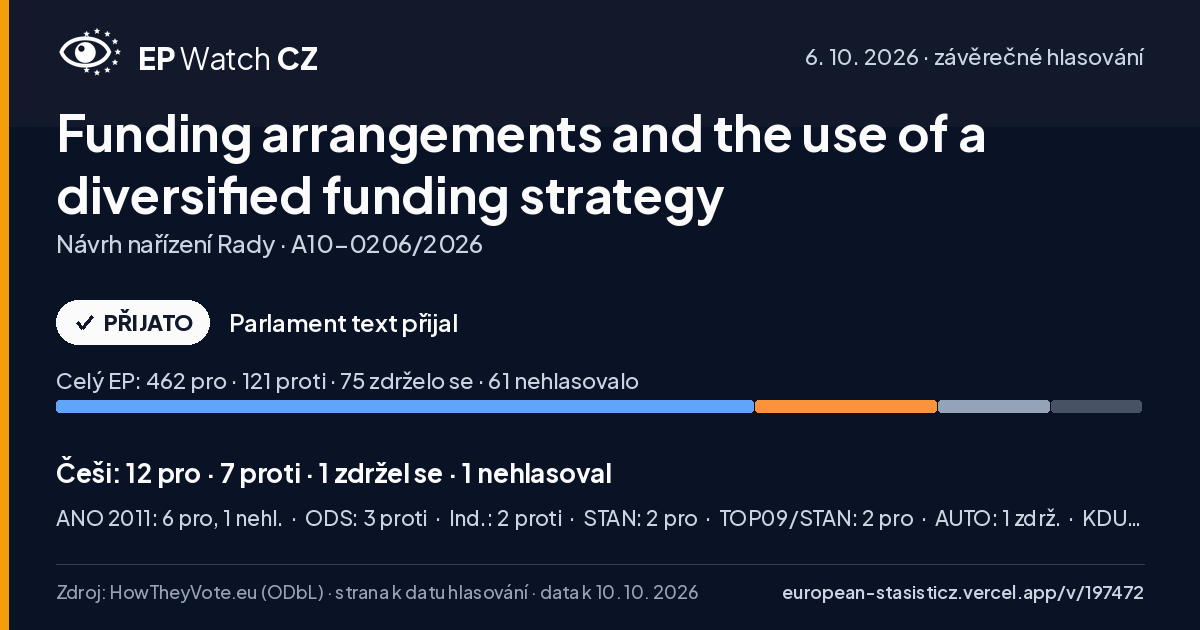 EP Watch CZ
6. 10. 2026 · závěrečné hlasování
Funding arrangements and the use of a
diversified funding strategy
Návrh nařízení Rady · A10-0206/2026
✓ PŘIJATO
Parlament text přijal
Celý EP: 462 pro · 121 proti · 75 zdrželo se · 61 nehlasovalo
Češi: 12 pro · 7 proti · 1 zdržel se · 1 nehlasoval
ANO 2011: 6 pro, 1 nehl. · ODS: 3 proti · Ind.: 2 proti · STAN: 2 pro · TOP09/STAN: 2 pro · AUTO: 1 zdrž. · KDU…
Zdroj: HowTheyVote.eu (ODbL) · strana k datu hlasování · data k 10. 10. 2026
european-stasisticz.vercel.app/v/197472